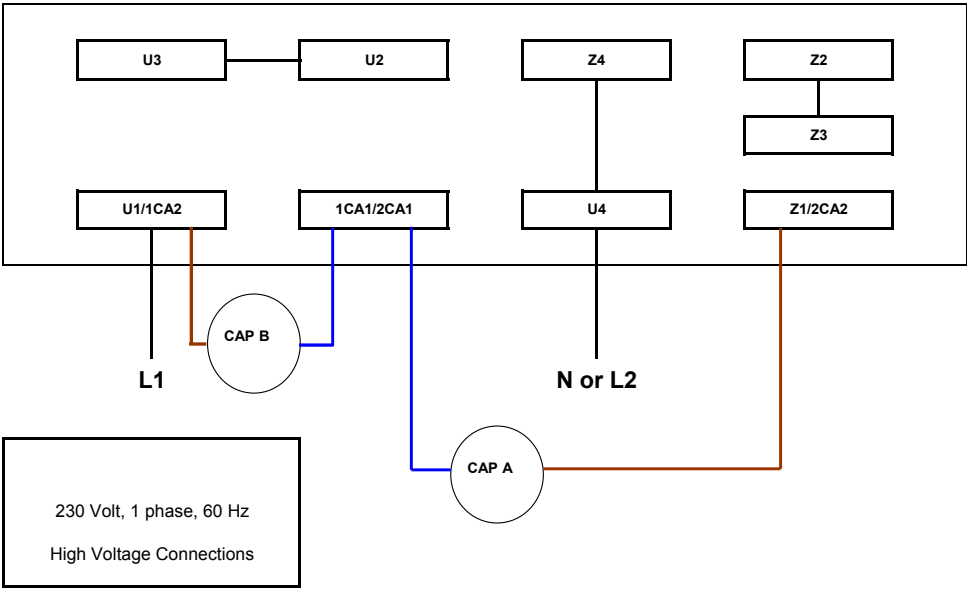 U3
U2
Z4
Z2
Z3
U1/1CA2
1CA1/2CA1
U4
Z1/2CA2
CAP B
L1
N or L2
CAP A
230 Volt, 1 phase, 60 Hz
High Voltage Connections